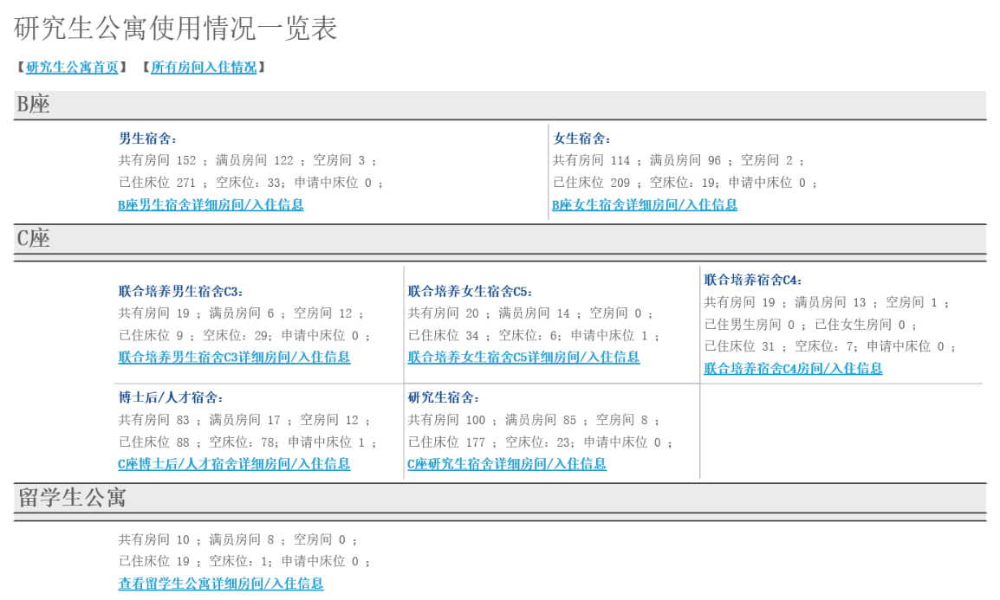 研究生公寓使用情况一览表
【研究生公寓首页】 【所有房间入住情况】
B座
男生宿舍:
共有房间 152 ; 满员房间 122 ; 空房间 3 ;
已住床位 271 ; 空床位: 33; 申请中床位 0 ;
B座男生宿舍详细房间/入住信息
女生宿舍:
共有房间 114 ; 满员房间 96 ; 空房间 2 ;
已住床位 209 ; 空床位: 19; 申请中床位 0 ;
B座女生宿舍详细房间/入住信息
C座
联合培养男生宿舍C3:
共有房间 19 ; 满员房间 6 ; 空房间 12 ;
已住床位 9 ; 空床位: 29; 申请中床位 0 ;
联合培养男生宿舍C3详细房间/入住信息
联合培养女生宿舍C5:
共有房间 20 ; 满员房间 14 ; 空房间 0 ;
已住床位 34 ; 空床位: 6; 申请中床位 1 ;
联合培养女生宿舍C5详细房间/入住信息
联合培养宿舍C4:
共有房间 19 ; 满员房间 13 ; 空房间 1 ;
已住男生房间 0 ; 已住女生房间 0 ;
已住床位 31 ; 空床位: 7; 申请中床位 0 ;
联合培养宿舍C4房间/入住信息
博士后/人才宿舍:
共有房间 83 ; 满员房间 17 ; 空房间 12 ;
已住床位 88 ; 空床位: 78; 申请中床位 1 ;
C座博士后/人才宿舍详细房间/入住信息
研究生宿舍:
共有房间 100 ; 满员房间 85 ; 空房间 8 ;
已住床位 177 ; 空床位: 23; 申请中床位 0 ;
C座研究生宿舍详细房间/入住信息
留学生公寓
共有房间 10 ; 满员房间 8 ; 空房间 0 ;
已住床位 19 ; 空床位: 1; 申请中床位 0 ;
查看留学生公寓详细房间/入住信息